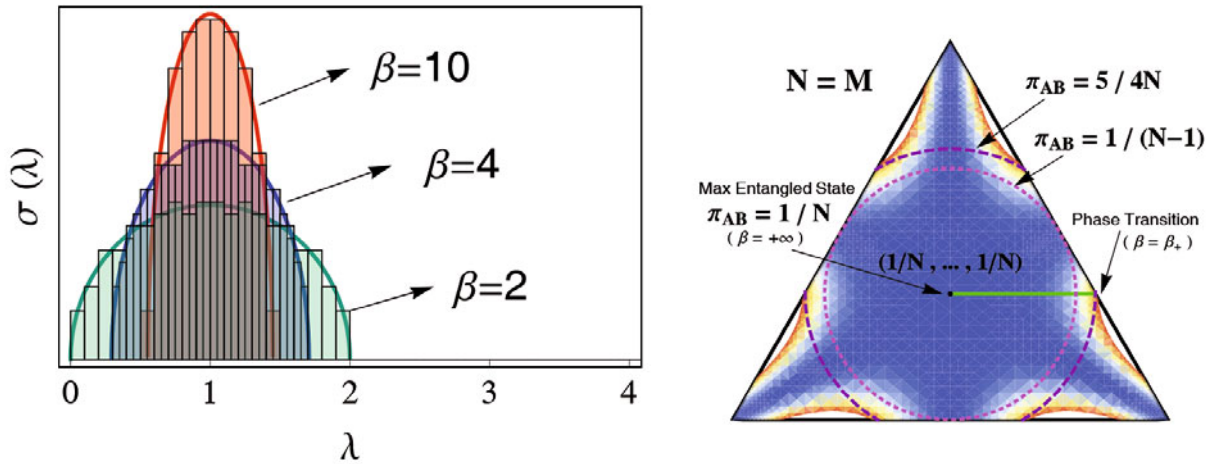 β=10
β=4
β=2
σ (λ)
0 1 2 3 4
λ
N = M
π_AB = 5 / 4N
π_AB = 1 / (N−1)
Max Entangled State
π_AB = 1 / N
( β = +∞ )
Phase Transition
( β = β_+ )
(1/N , ... , 1/N)